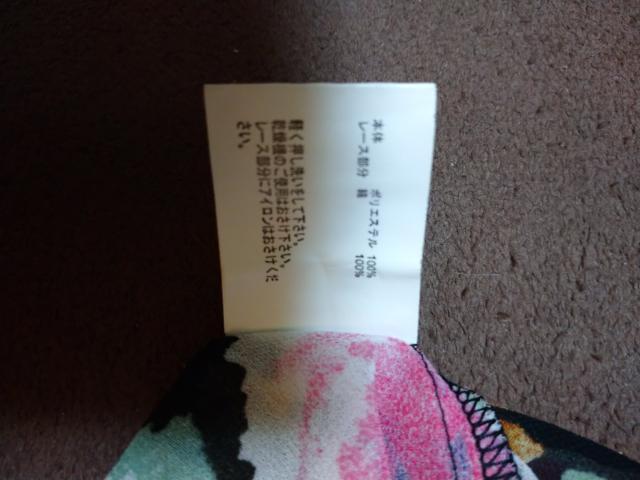 本体 ポリエステル 100%
レース部分 綿 100%
軽く押し洗いをして下さい。
乾燥機のご使用はおさけ下さい。
レース部分にアイロンはおさけくだ
さい。